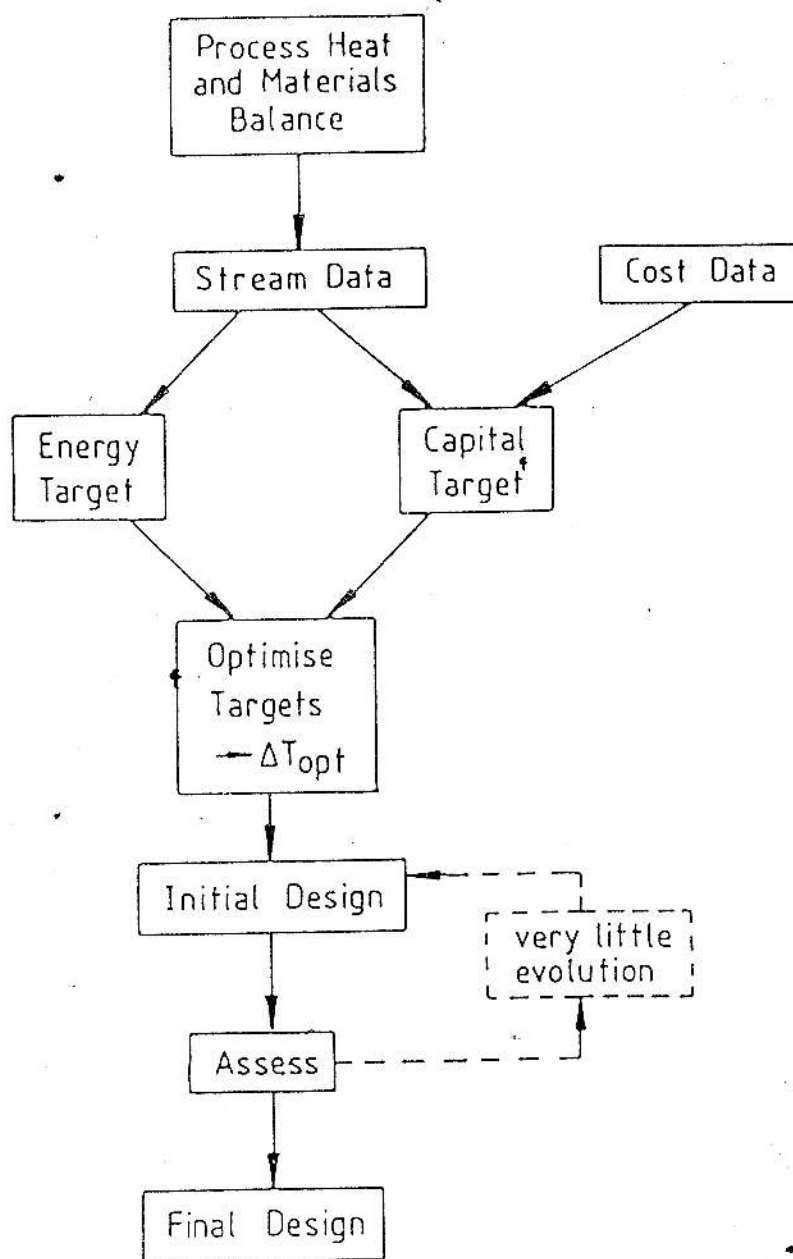 Process Heat
and Materials
Balance
Stream Data
Cost Data
Energy
Target
Capital
Target
Optimise
Targets
→ ΔTopt
Initial Design
very little
evolution
Assess
Final Design